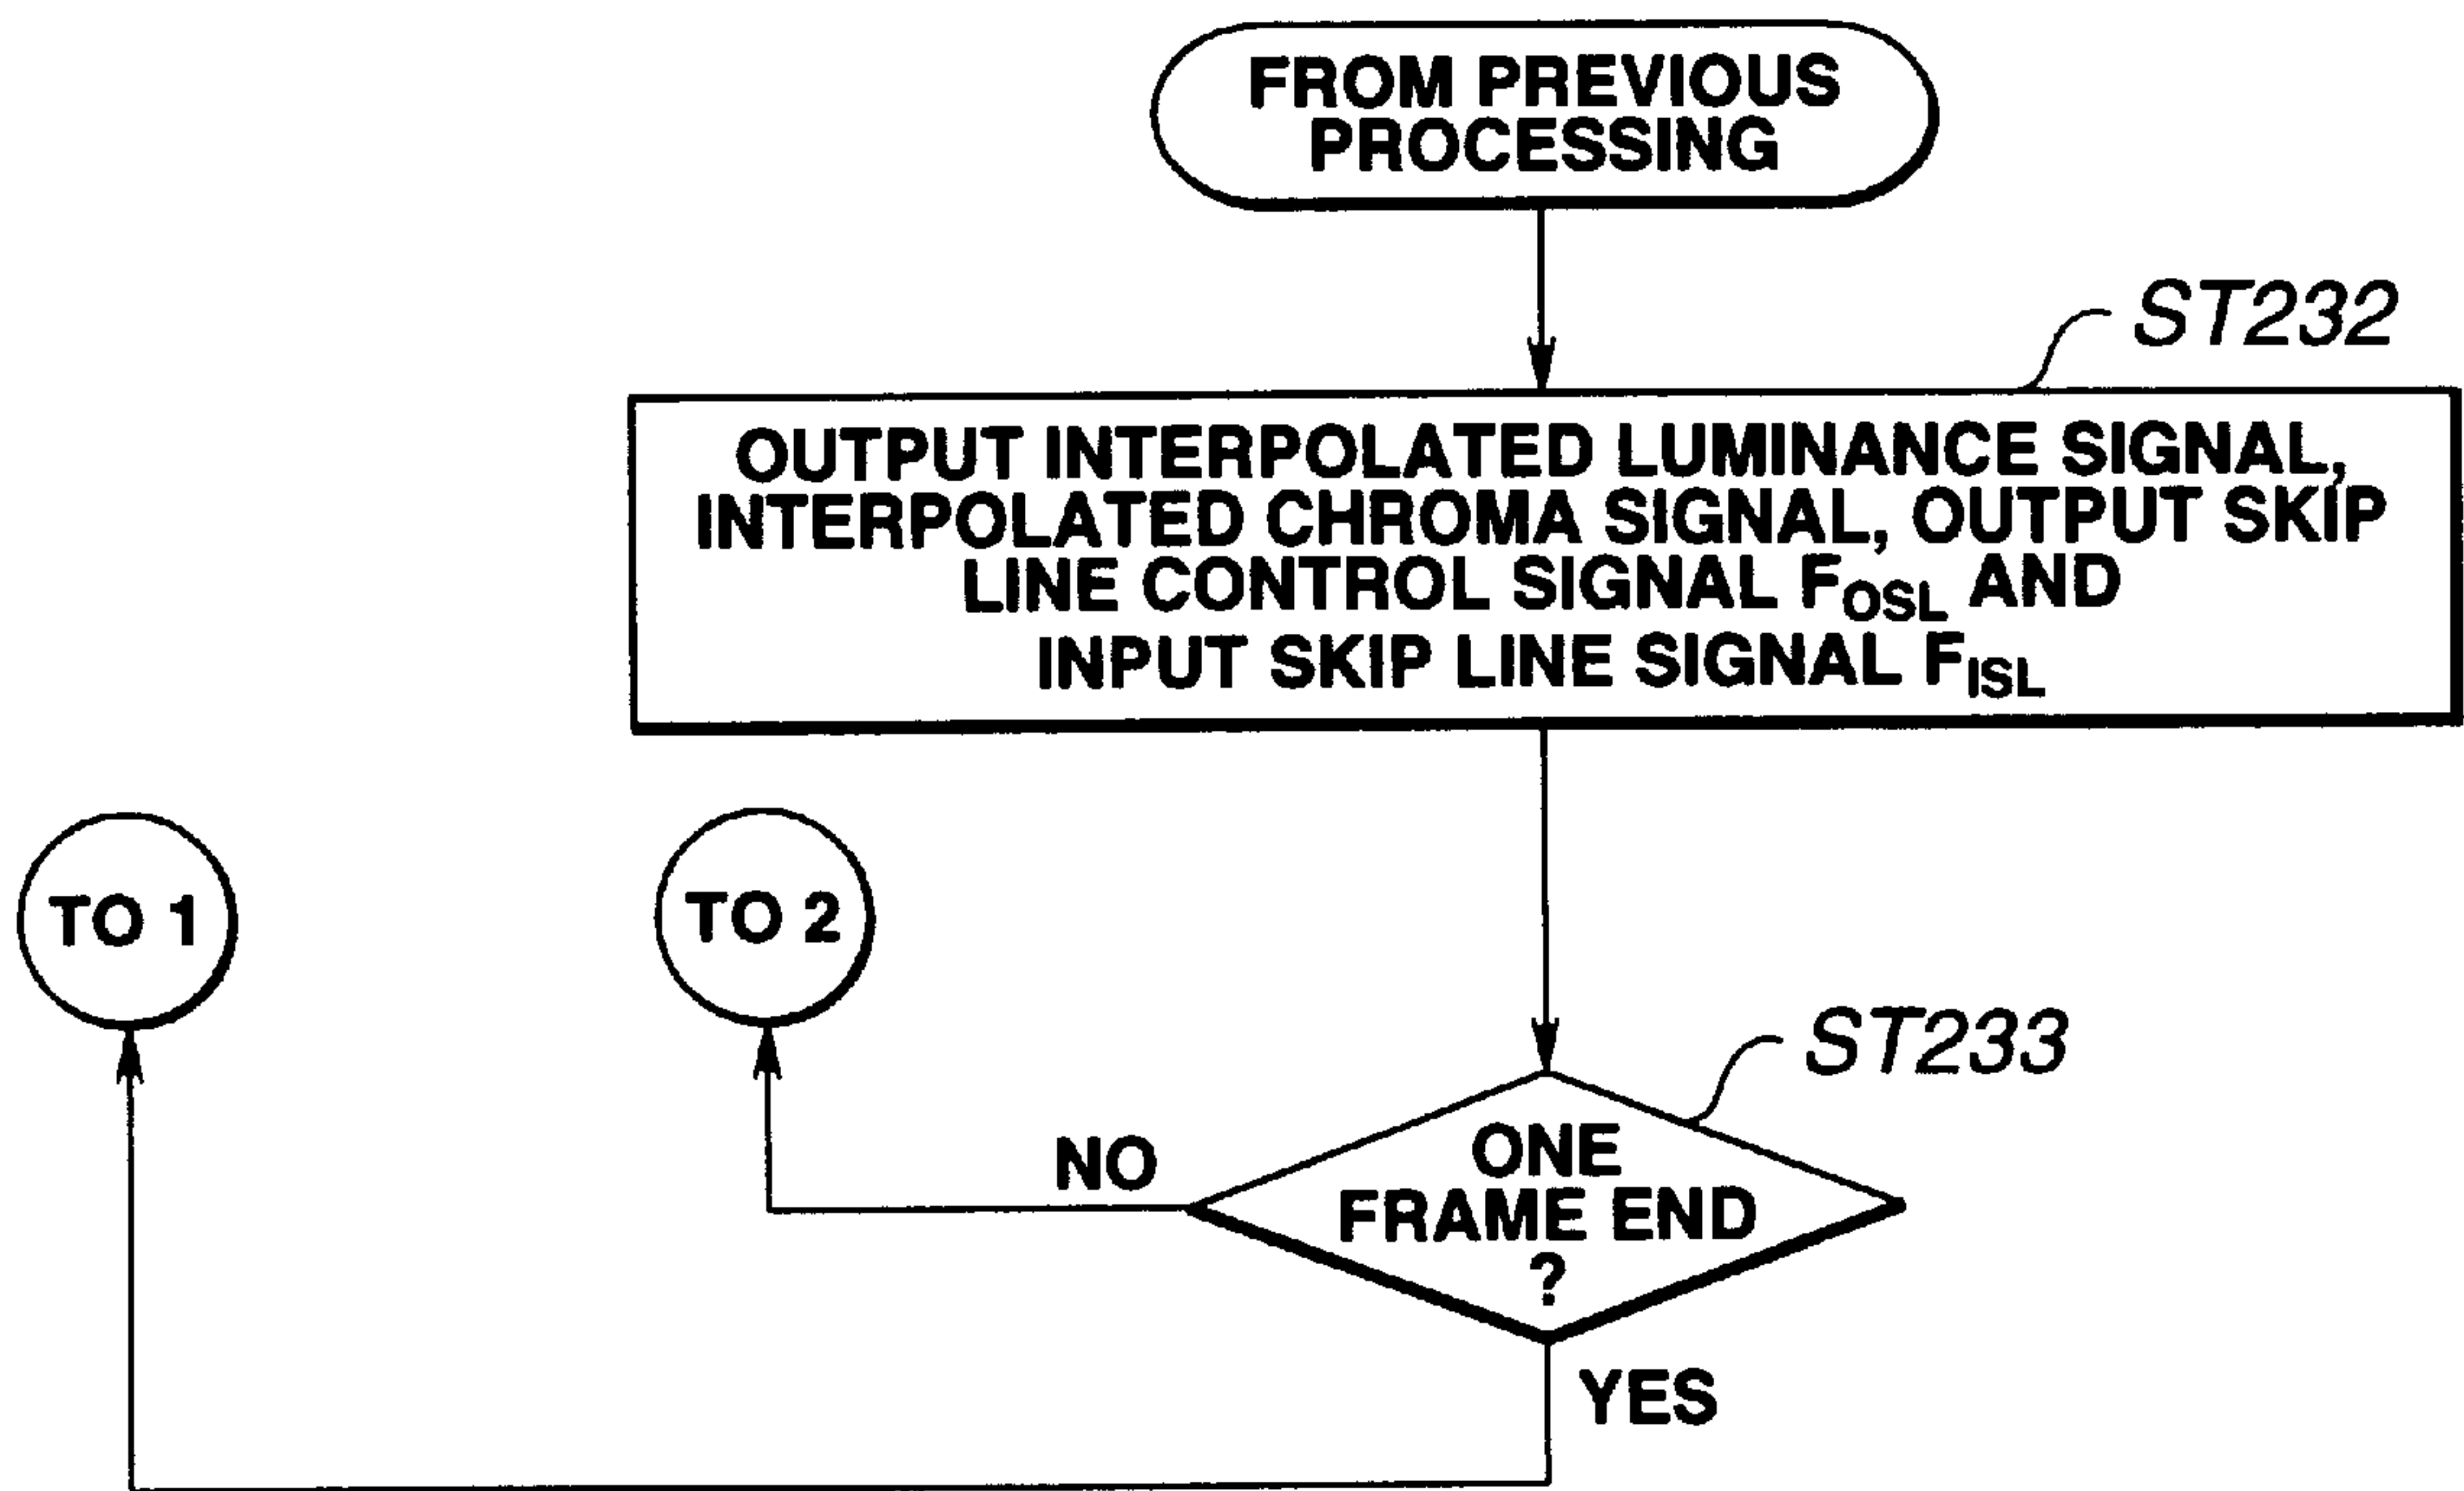 FROM PREVIOUS
PROCESSING
ST232
OUTPUT INTERPOLATED LUMINANCE SIGNAL,
INTERPOLATED CHROMA SIGNAL, OUTPUT SKIP
LINE CONTROL SIGNAL FOSL AND
INPUT SKIP LINE SIGNAL FISL
TO 1
TO 2
ST233
NO
ONE
FRAME END
?
YES